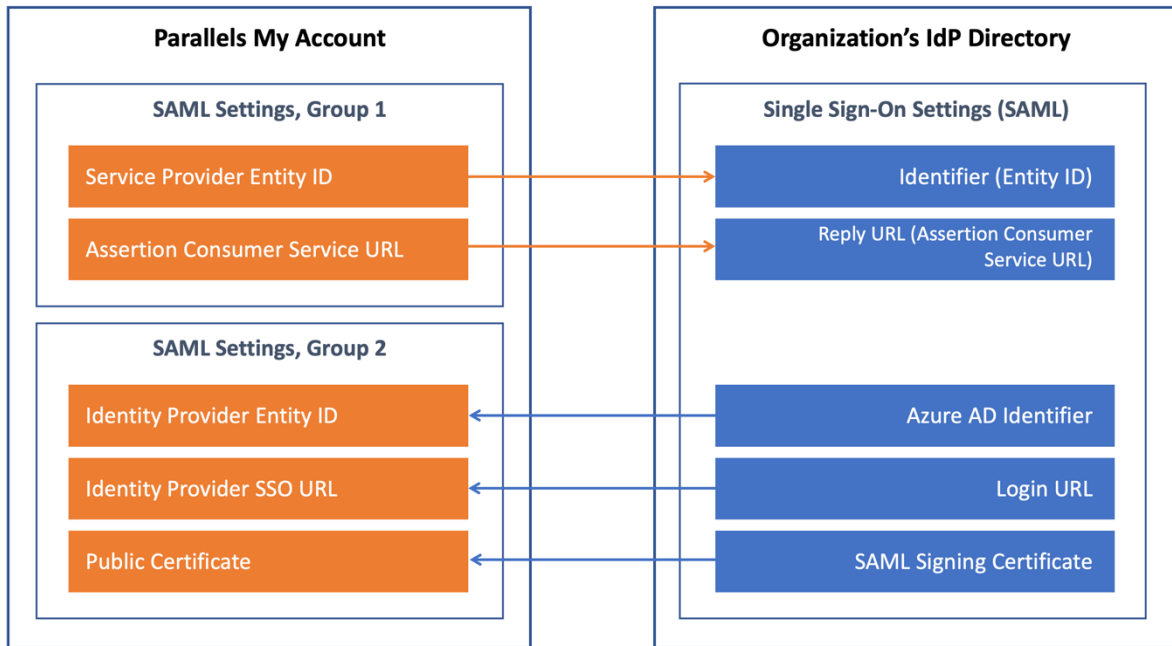 Parallels My Account
SAML Settings, Group 1
Service Provider Entity ID
Assertion Consumer Service URL
SAML Settings, Group 2
Identity Provider Entity ID
Identity Provider SSO URL
Public Certificate
Organization’s IdP Directory
Single Sign-On Settings (SAML)
Identifier (Entity ID)
Reply URL (Assertion Consumer
Service URL)
Azure AD Identifier
Login URL
SAML Signing Certificate